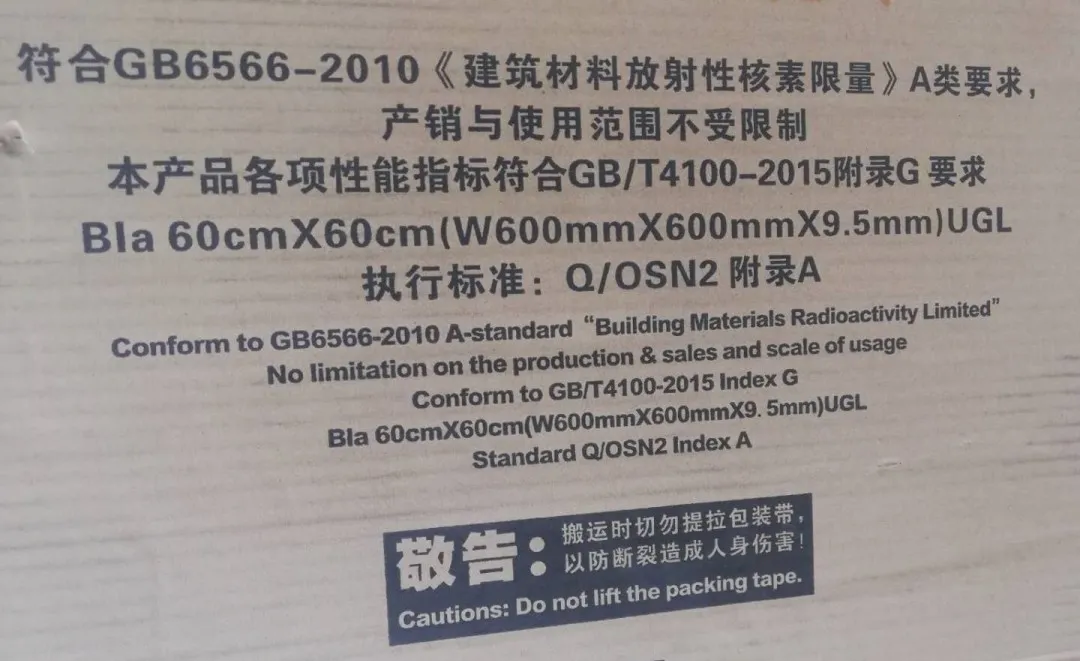 符合GB6566-2010《建筑材料放射性核素限量》A类要求，
产销与使用范围不受限制
本产品各项性能指标符合GB/T4100-2015附录G 要求
BIa 60cmX60cm(W600mmX600mmX9.5mm)UGL
执行标准：Q/OSN2 附录A
Conform to GB6566-2010 A-standard “Building Materials Radioactivity Limited”
No limitation on the production & sales and scale of usage
Conform to GB/T4100-2015 Index G
BIa 60cmX60cm(W600mmX600mmX9. 5mm)UGL
Standard Q/OSN2 Index A
敬告：
搬运时切勿提拉包装带，
以防断裂造成人身伤害！
Cautions: Do not lift the packing tape.